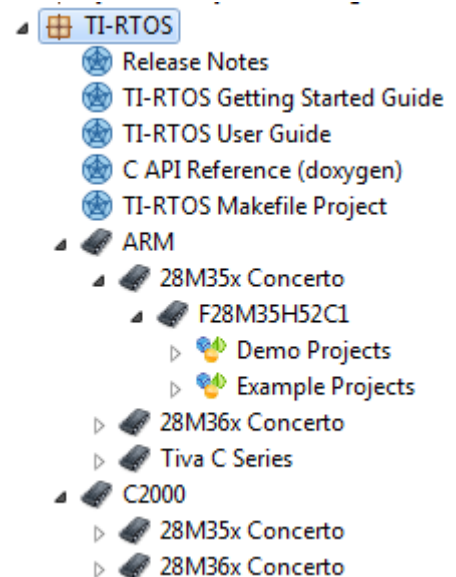 TI-RTOS
Release Notes
TI-RTOS Getting Started Guide
TI-RTOS User Guide
C API Reference (doxygen)
TI-RTOS Makefile Project
ARM
28M35x Concerto
F28M35H52C1
Demo Projects
Example Projects
28M36x Concerto
Tiva C Series
C2000
28M35x Concerto
28M36x Concerto